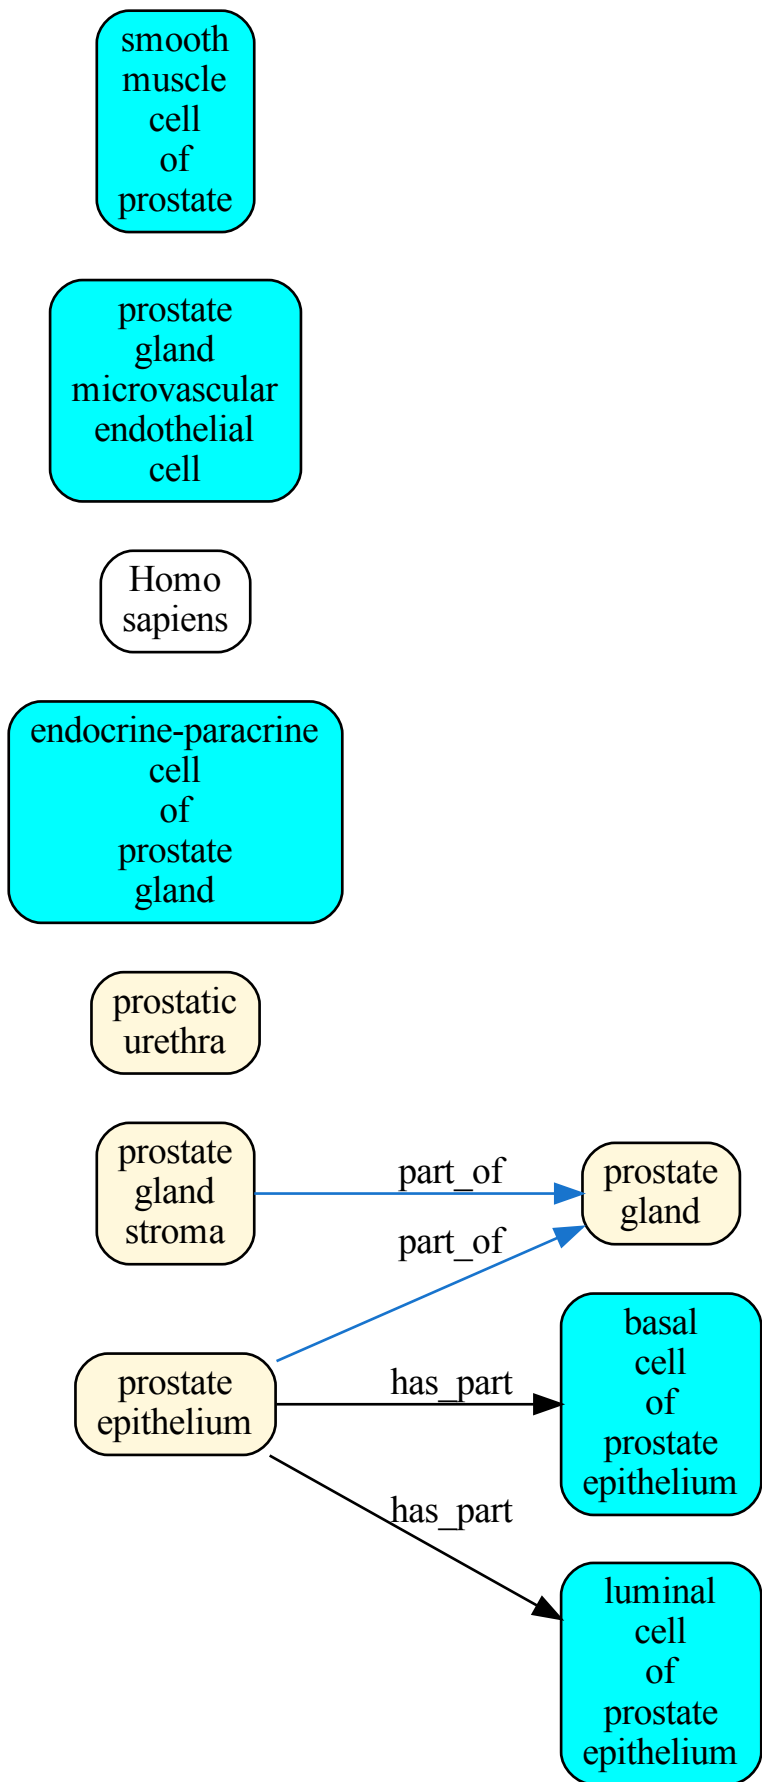 smooth
muscle
cell
of
prostate
prostate
gland
microvascular
endothelial
cell
Homo
sapiens
endocrine-paracrine
cell
of
prostate
gland
prostatic
urethra
prostate
gland
stroma
part_of
prostate
gland
part_of
prostate
epithelium
has_part
basal
cell
of
prostate
epithelium
has_part
luminal
cell
of
prostate
epithelium